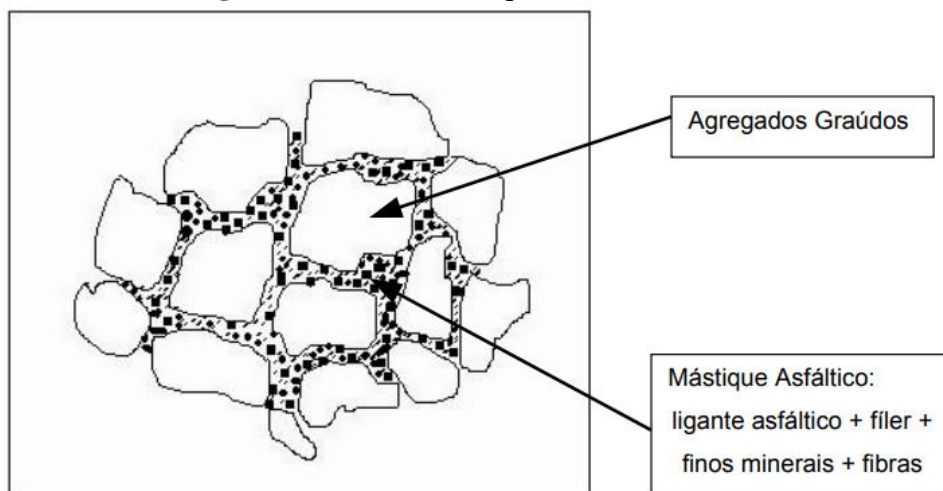 Agregados Graúdos
Mástique Asfáltico:
ligante asfáltico + fíler +
finos minerais + fibras